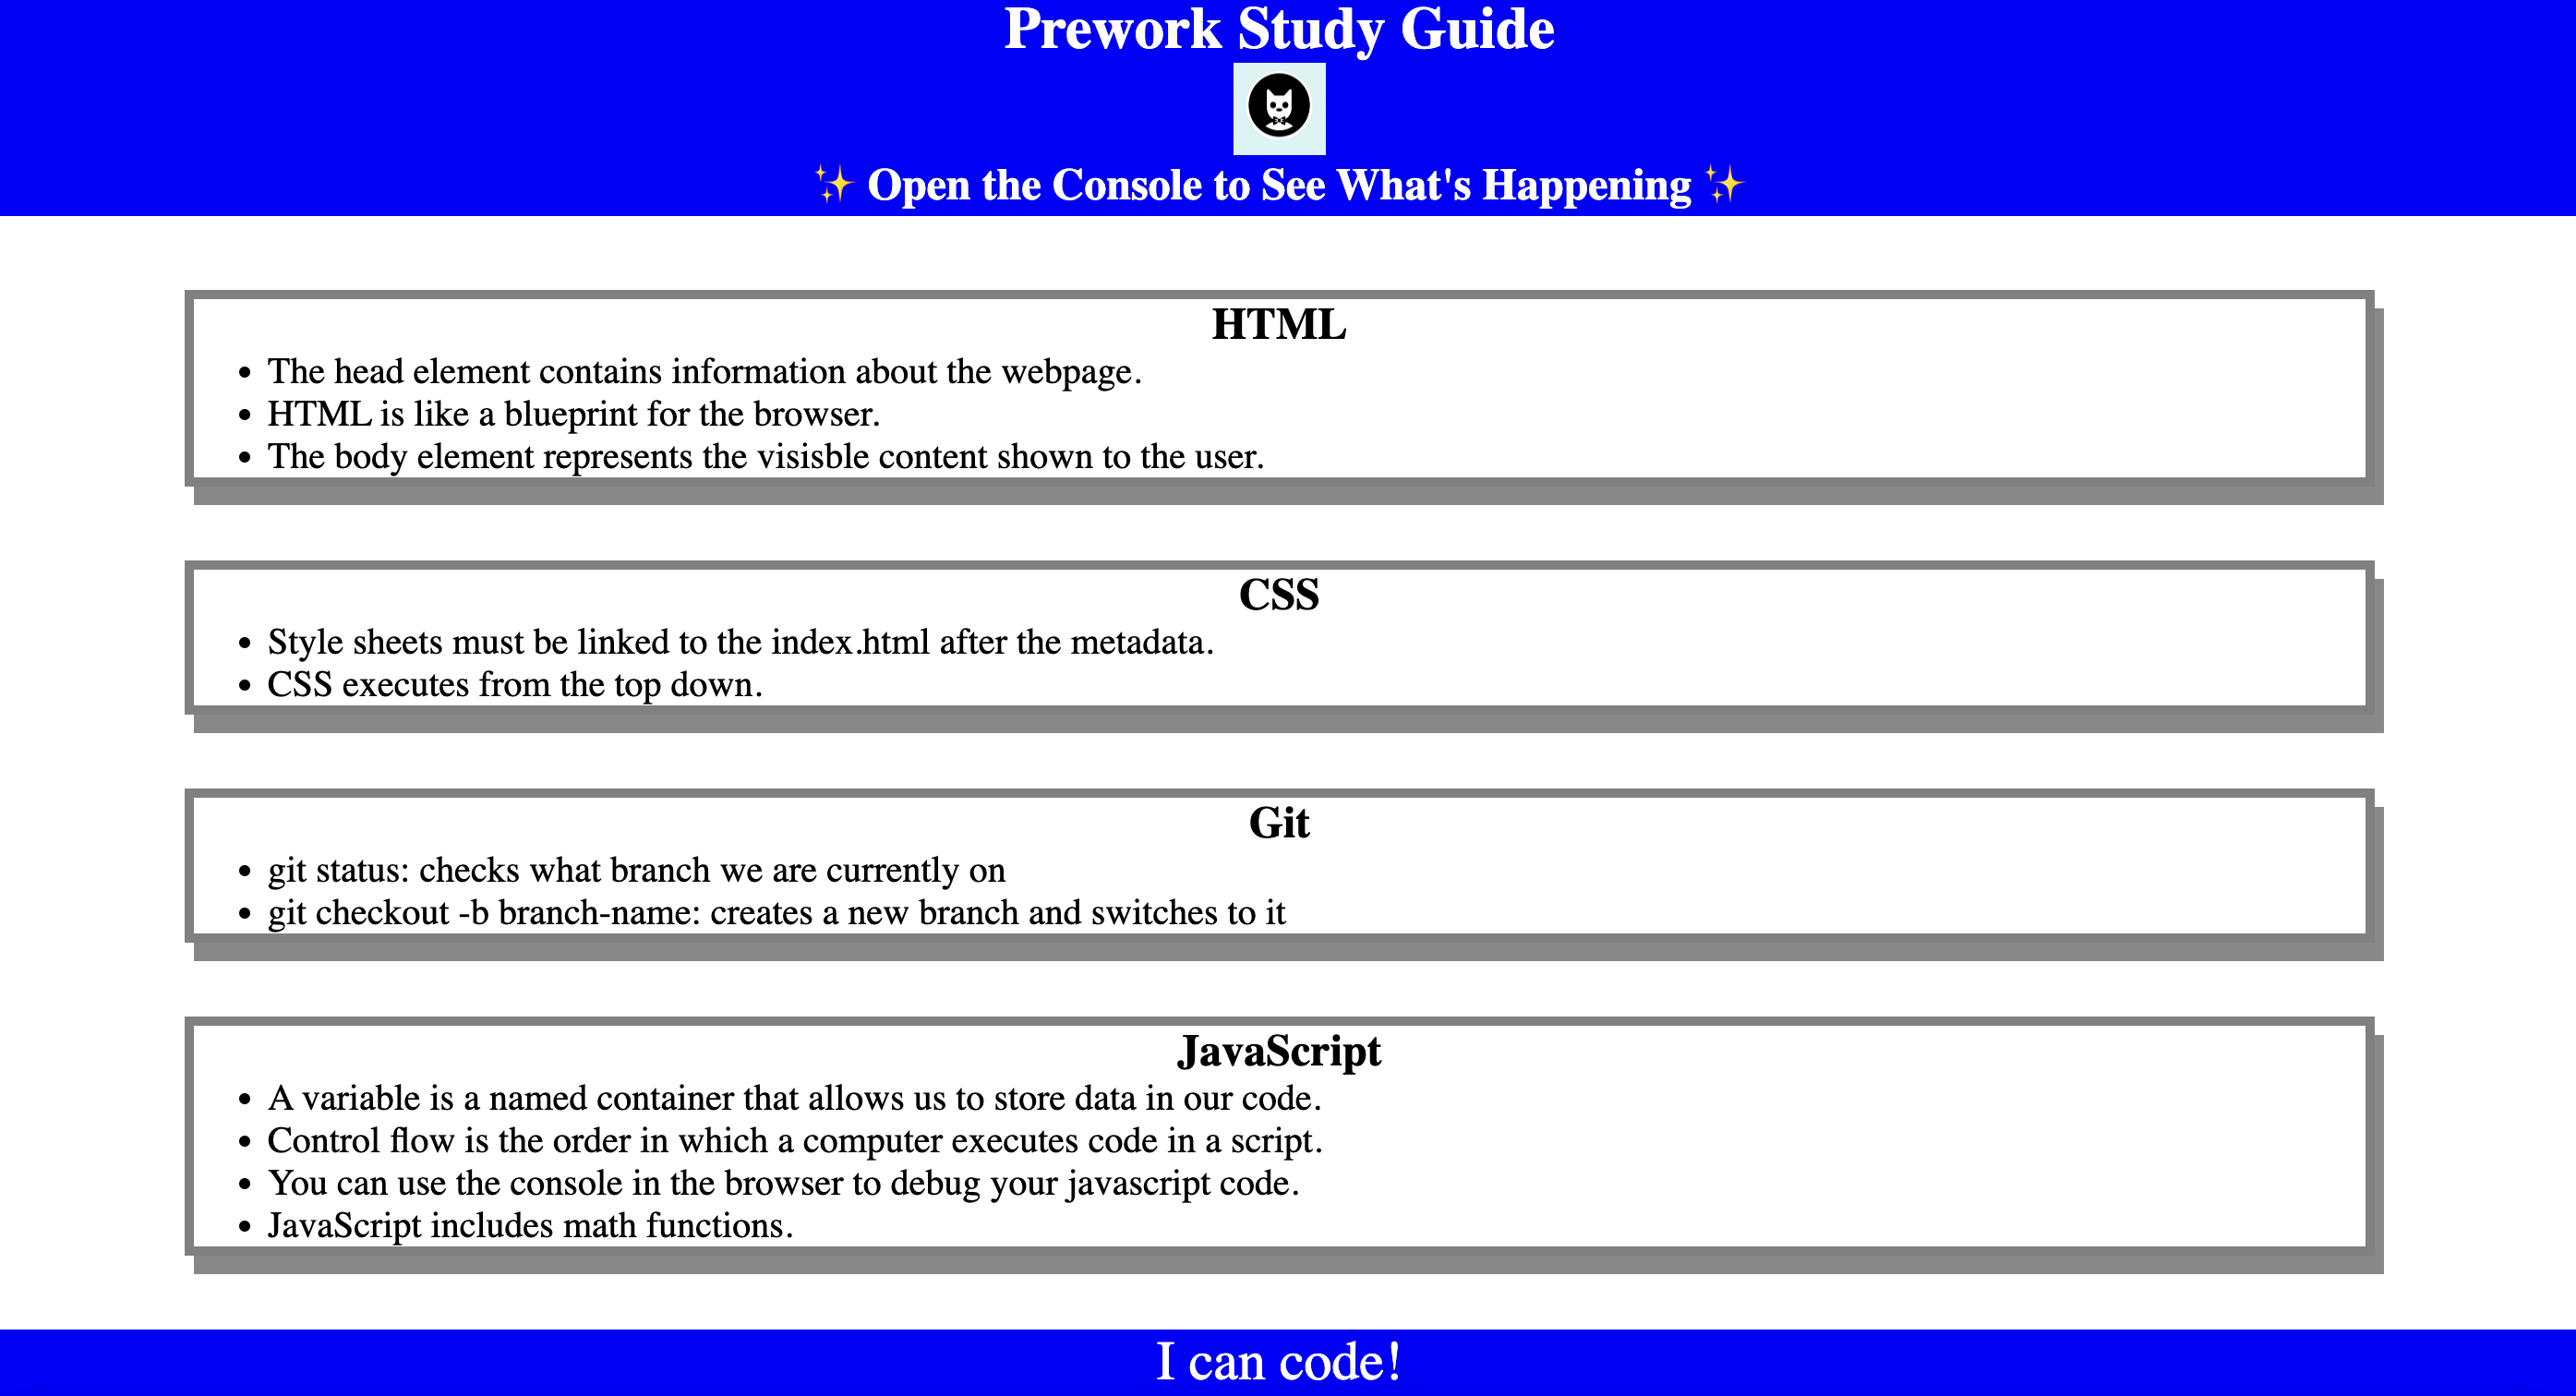 Prework Study Guide
✨ Open the Console to See What's Happening ✨
HTML
• The head element contains information about the webpage.
• HTML is like a blueprint for the browser.
• The body element represents the visisble content shown to the user.
CSS
• Style sheets must be linked to the index.html after the metadata.
• CSS executes from the top down.
Git
• git status: checks what branch we are currently on
• git checkout -b branch-name: creates a new branch and switches to it
JavaScript
• A variable is a named container that allows us to store data in our code.
• Control flow is the order in which a computer executes code in a script.
• You can use the console in the browser to debug your javascript code.
• JavaScript includes math functions.
I can code!